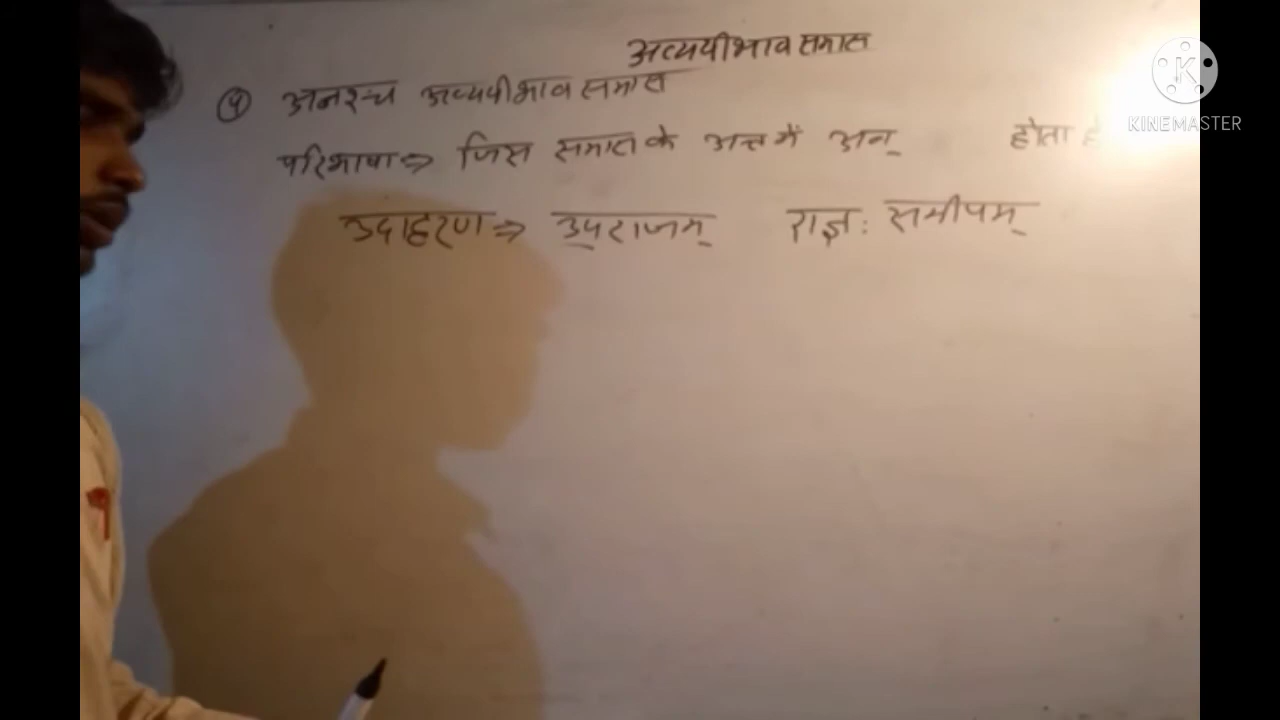 अव्ययीभाव समास
५ अनश्च अव्ययीभाव समास
परिभाषा ⇒ जिस समास के अन्त में अन् होता है
उदाहरण ⇒ उपराजम् राज्ञः समीपम्
KINEMASTER